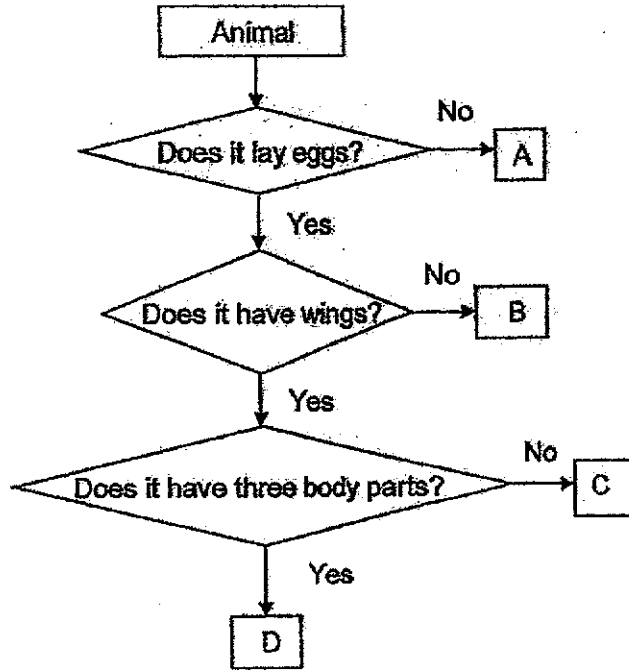 Animal
Does it lay eggs?
No
A
Yes
Does it have wings?
No
B
Yes
Does it have three body parts?
No
C
Yes
D